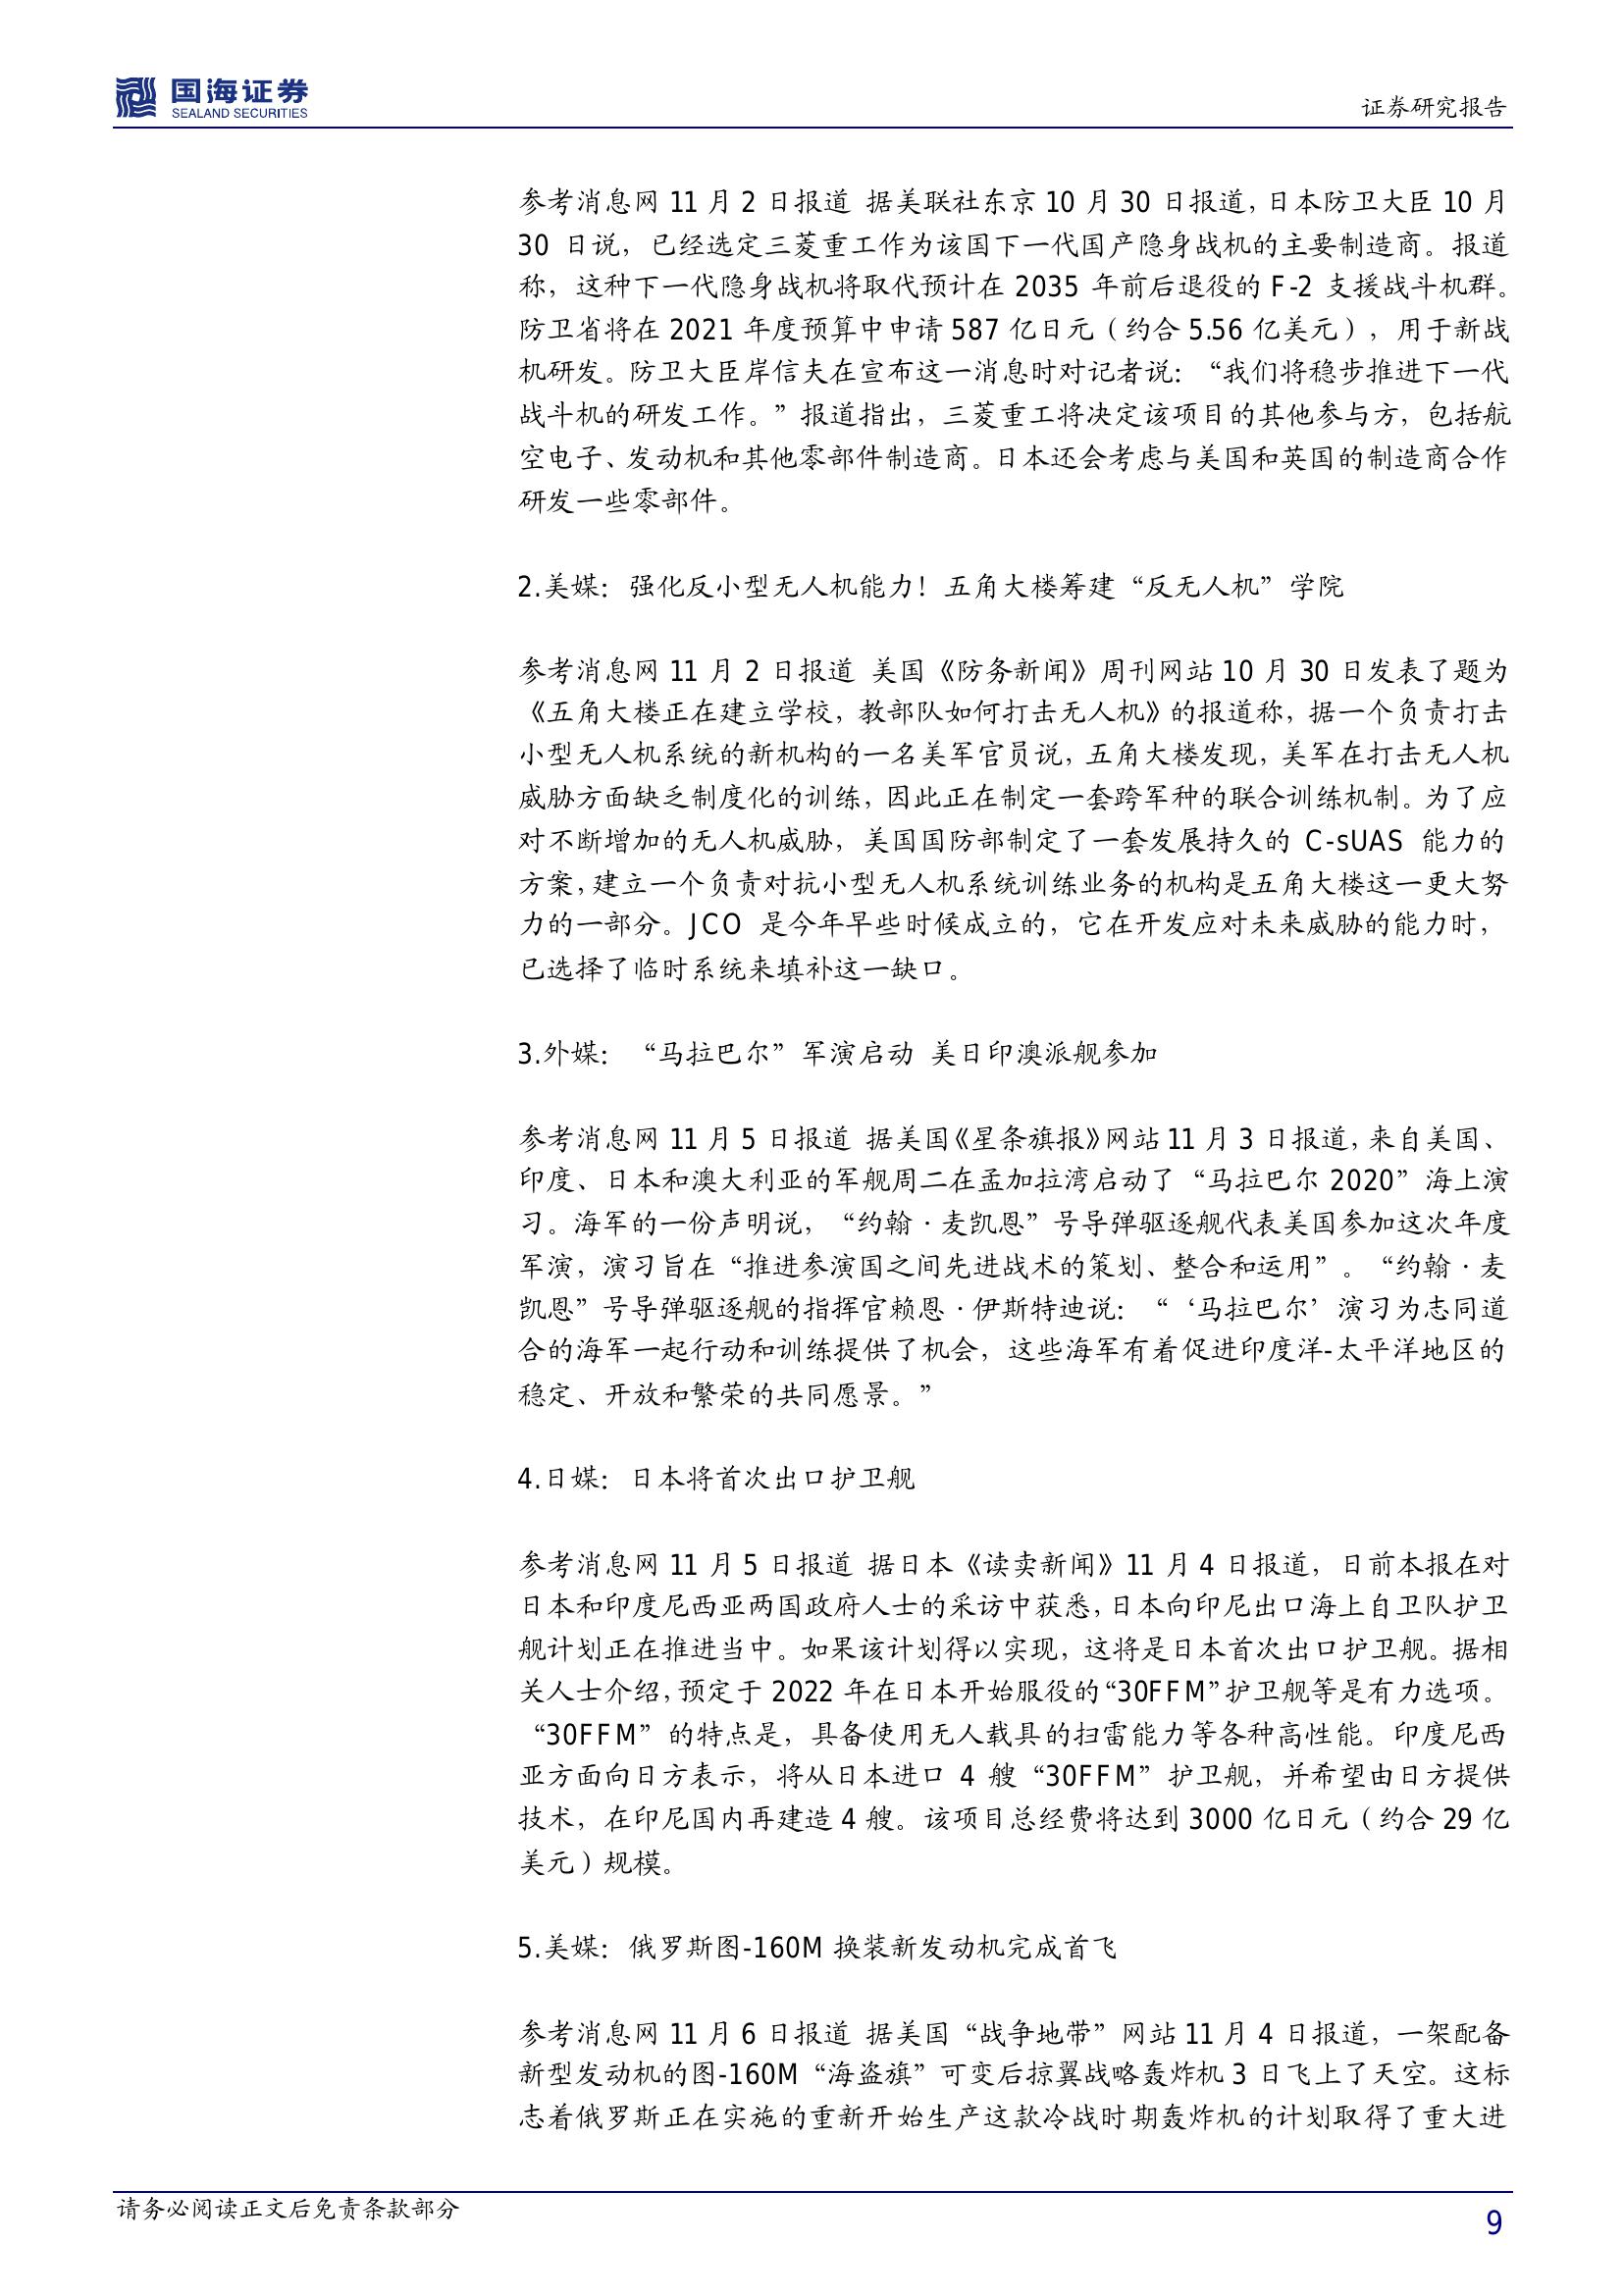 国海证券
SEALAND SECURITIES
证券研究报告
参考消息网 11 月 2 日报道 据美联社东京 10 月 30 日报道，日本防卫大臣 10 月
30 日说，已经选定三菱重工作为该国下一代国产隐身战机的主要制造商。报道
称，这种下一代隐身战机将取代预计在 2035 年前后退役的 F-2 支援战斗机群。
防卫省将在 2021 年度预算中申请 587 亿日元（约合 5.56 亿美元），用于新战
机研发。防卫大臣岸信夫在宣布这一消息时对记者说：“我们将稳步推进下一代
战斗机的研发工作。”报道指出，三菱重工将决定该项目的其他参与方，包括航
空电子、发动机和其他零部件制造商。日本还会考虑与美国和英国的制造商合作
研发一些零部件。
2.美媒：强化反小型无人机能力！五角大楼筹建“反无人机”学院
参考消息网 11 月 2 日报道 美国《防务新闻》周刊网站 10 月 30 日发表了题为
《五角大楼正在建立学校，教部队如何打击无人机》的报道称，据一个负责打击
小型无人机系统的新机构的一名美军官员说，五角大楼发现，美军在打击无人机
威胁方面缺乏制度化的训练，因此正在制定一套跨军种的联合训练机制。为了应
对不断增加的无人机威胁，美国国防部制定了一套发展持久的 C-sUAS 能力的
方案，建立一个负责对抗小型无人机系统训练业务的机构是五角大楼这一更大努
力的一部分。JCO 是今年早些时候成立的，它在开发应对未来威胁的能力时，
已选择了临时系统来填补这一缺口。
3.外媒：“马拉巴尔”军演启动 美日印澳派舰参加
参考消息网 11 月 5 日报道 据美国《星条旗报》网站 11 月 3 日报道，来自美国、
印度、日本和澳大利亚的军舰周二在孟加拉湾启动了“马拉巴尔 2020”海上演
习。海军的一份声明说，“约翰·麦凯恩”号导弹驱逐舰代表美国参加这次年度
军演，演习旨在“推进参演国之间先进战术的策划、整合和运用”。“约翰·麦
凯恩”号导弹驱逐舰的指挥官赖恩·伊斯特迪说：“‘马拉巴尔’演习为志同道
合的海军一起行动和训练提供了机会，这些海军有着促进印度洋-太平洋地区的
稳定、开放和繁荣的共同愿景。”
4.日媒：日本将首次出口护卫舰
参考消息网 11 月 5 日报道 据日本《读卖新闻》11 月 4 日报道，日前本报在对
日本和印度尼西亚两国政府人士的采访中获悉，日本向印尼出口海上自卫队护卫
舰计划正在推进当中。如果该计划得以实现，这将是日本首次出口护卫舰。据相
关人士介绍，预定于 2022 年在日本开始服役的“30FFM”护卫舰等是有力选项。
“30FFM”的特点是，具备使用无人载具的扫雷能力等各种高性能。印度尼西
亚方面向日方表示，将从日本进口 4 艘“30FFM”护卫舰，并希望由日方提供
技术，在印尼国内再建造 4 艘。该项目总经费将达到 3000 亿日元（约合 29 亿
美元）规模。
5.美媒：俄罗斯图-160M 换装新发动机完成首飞
参考消息网 11 月 6 日报道 据美国“战争地带”网站 11 月 4 日报道，一架配备
新型发动机的图-160M“海盗旗”可变后掠翼战略轰炸机 3 日飞上了天空。这标
志着俄罗斯正在实施的重新开始生产这款冷战时期轰炸机的计划取得了重大进
请务必阅读正文后免责条款部分
9